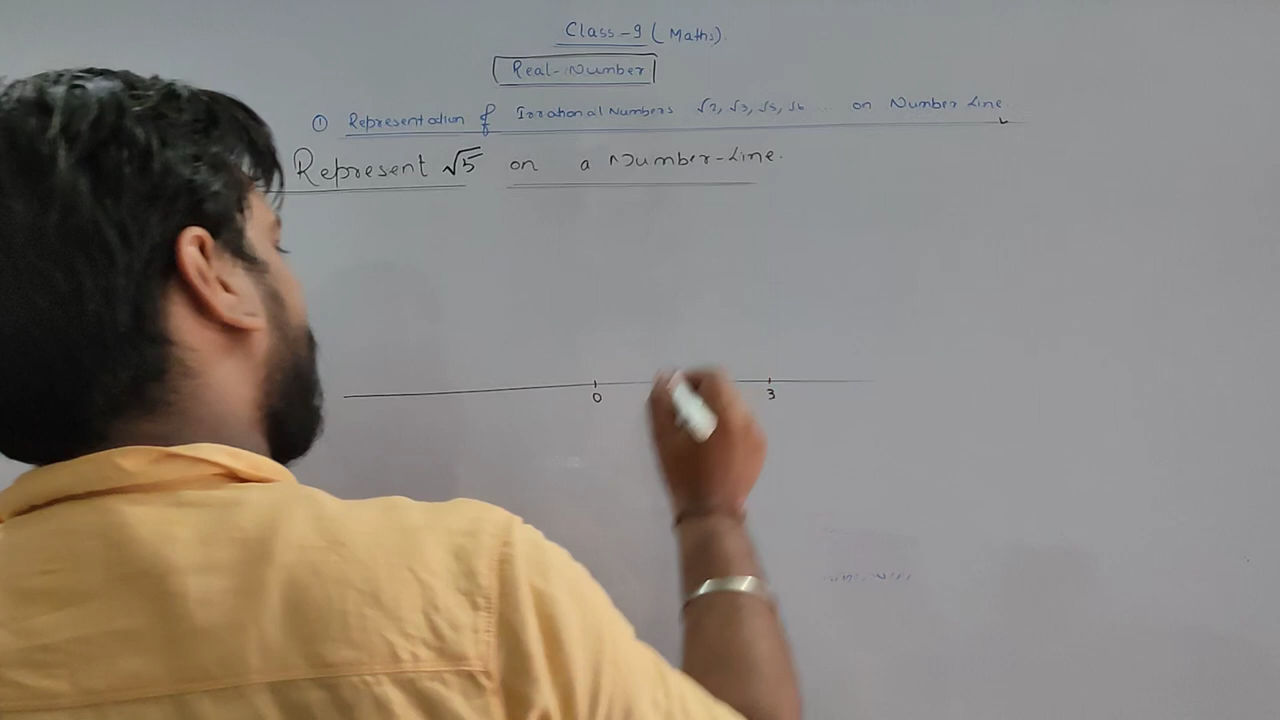 Class-9 (Maths).
Real-Number
① Representation of Irrational Numbers √2, √3, √5, √6 ... on Number Line
Represent √5 on a Number-Line.
0 3